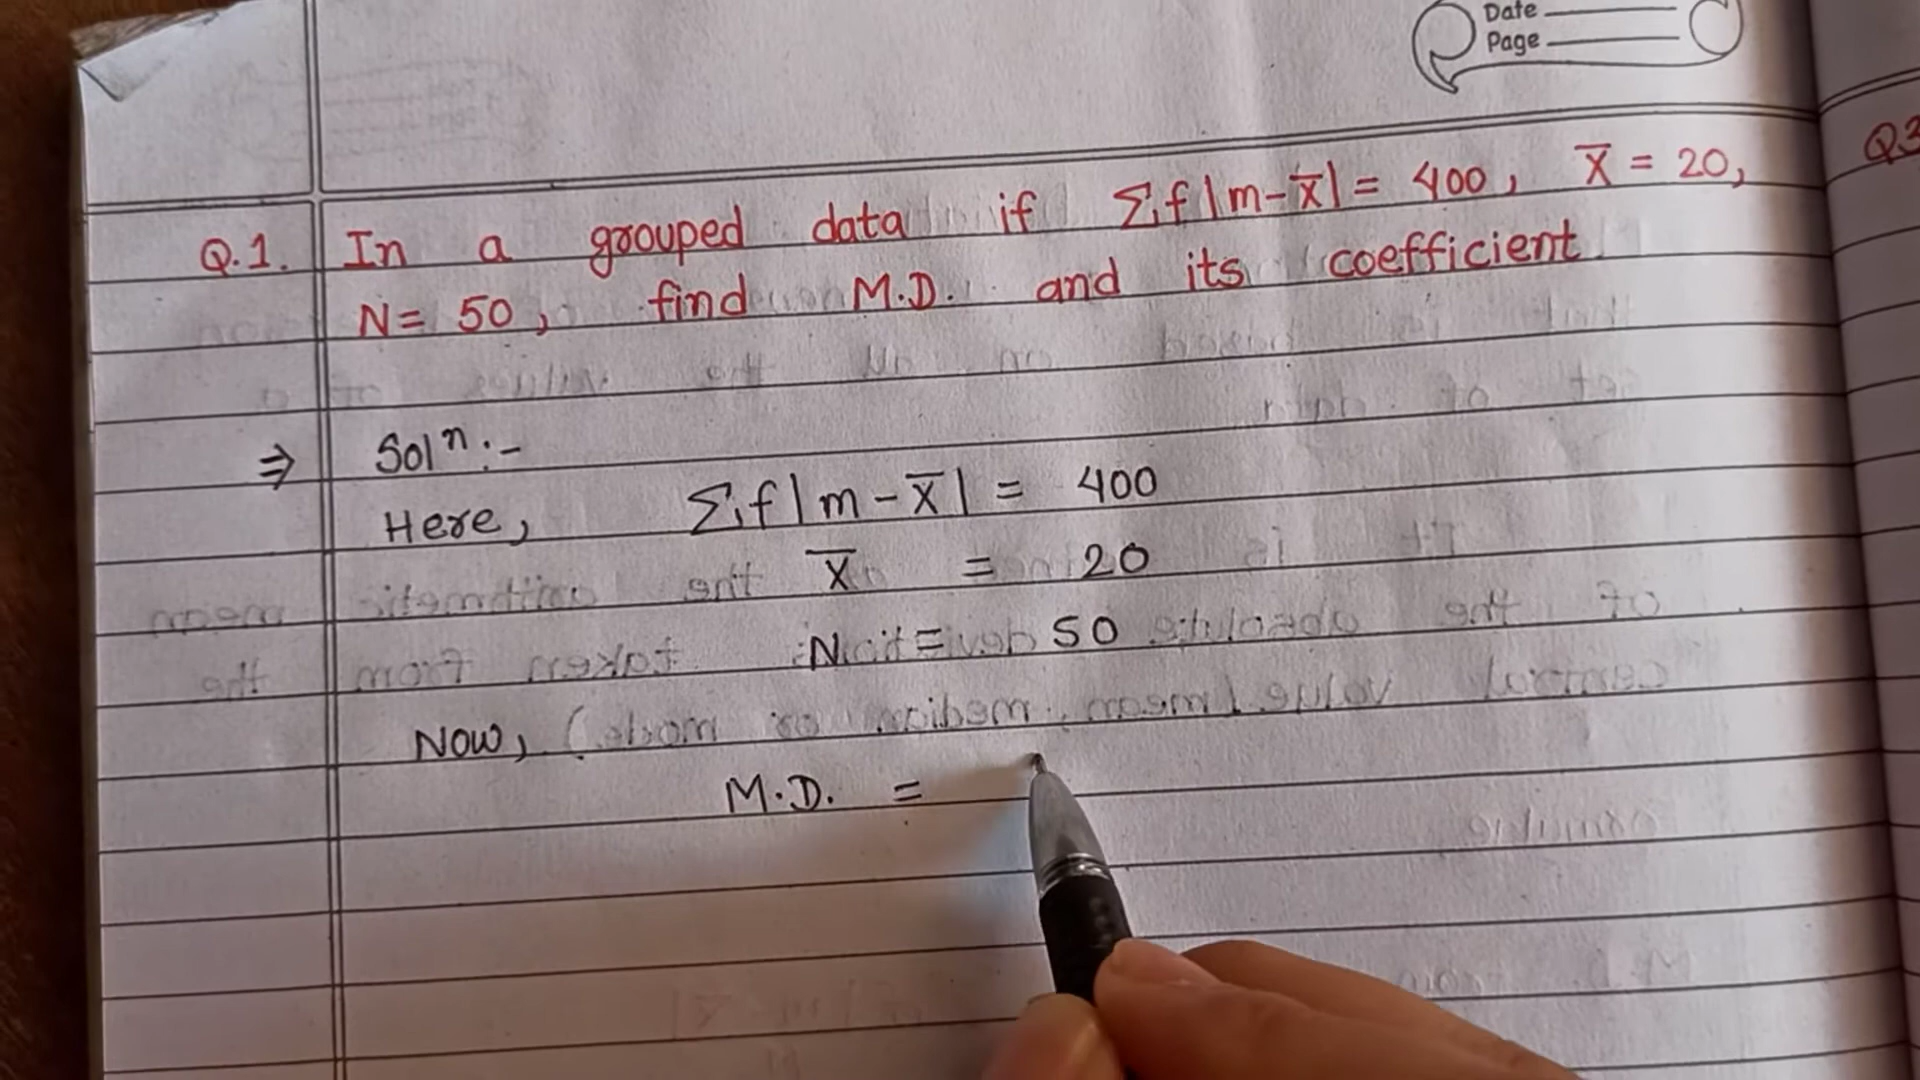 Date
Page
Q3
Q.1. In a grouped data if Σf|m-x̅| = 400, x̅ = 20,
N= 50, find M.D. and its coefficient
⇒ Solⁿ:-
Here, Σf|m-x̅| = 400
x̅ = 20
N = 50
Now,
M.D. =